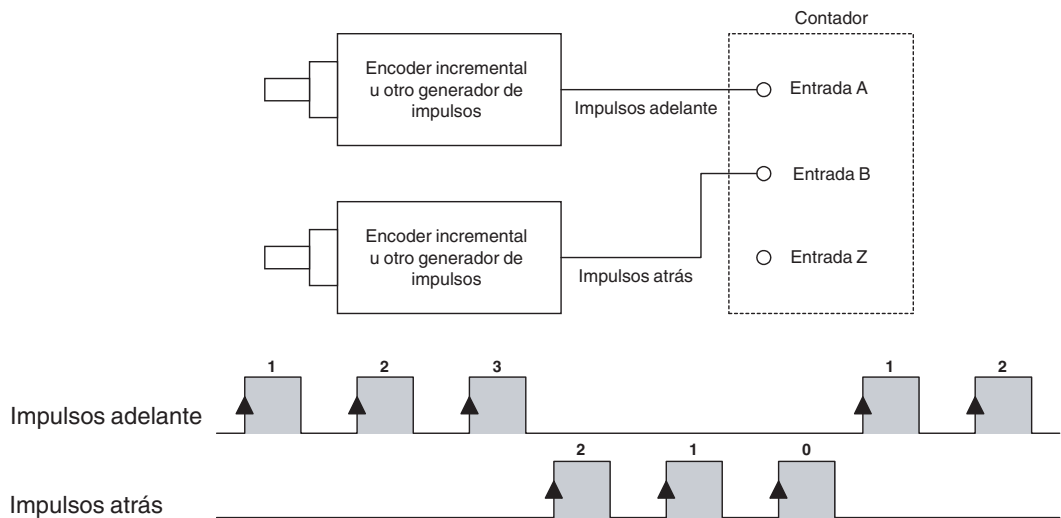 Contador
Encoder incremental
u otro generador de
impulsos
Impulsos adelante
Entrada A
Entrada B
Encoder incremental
u otro generador de
impulsos
Impulsos atrás
Entrada Z
1 2 3 1 2
Impulsos adelante
2 1 0
Impulsos atrás